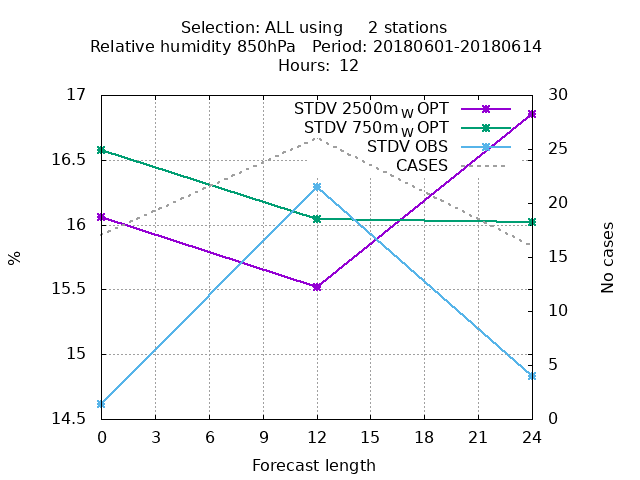 Selection: ALL using 2 stations
Relative humidity 850hPa Period: 20180601-20180614
Hours: 12
17
16.5
16
15.5
15
14.5
30
25
20
15
10
5
0
STDV 2500m_W OPT
STDV 750m_W OPT
STDV OBS
CASES
%
No cases
0 3 6 9 12 15 18 21 24
Forecast length